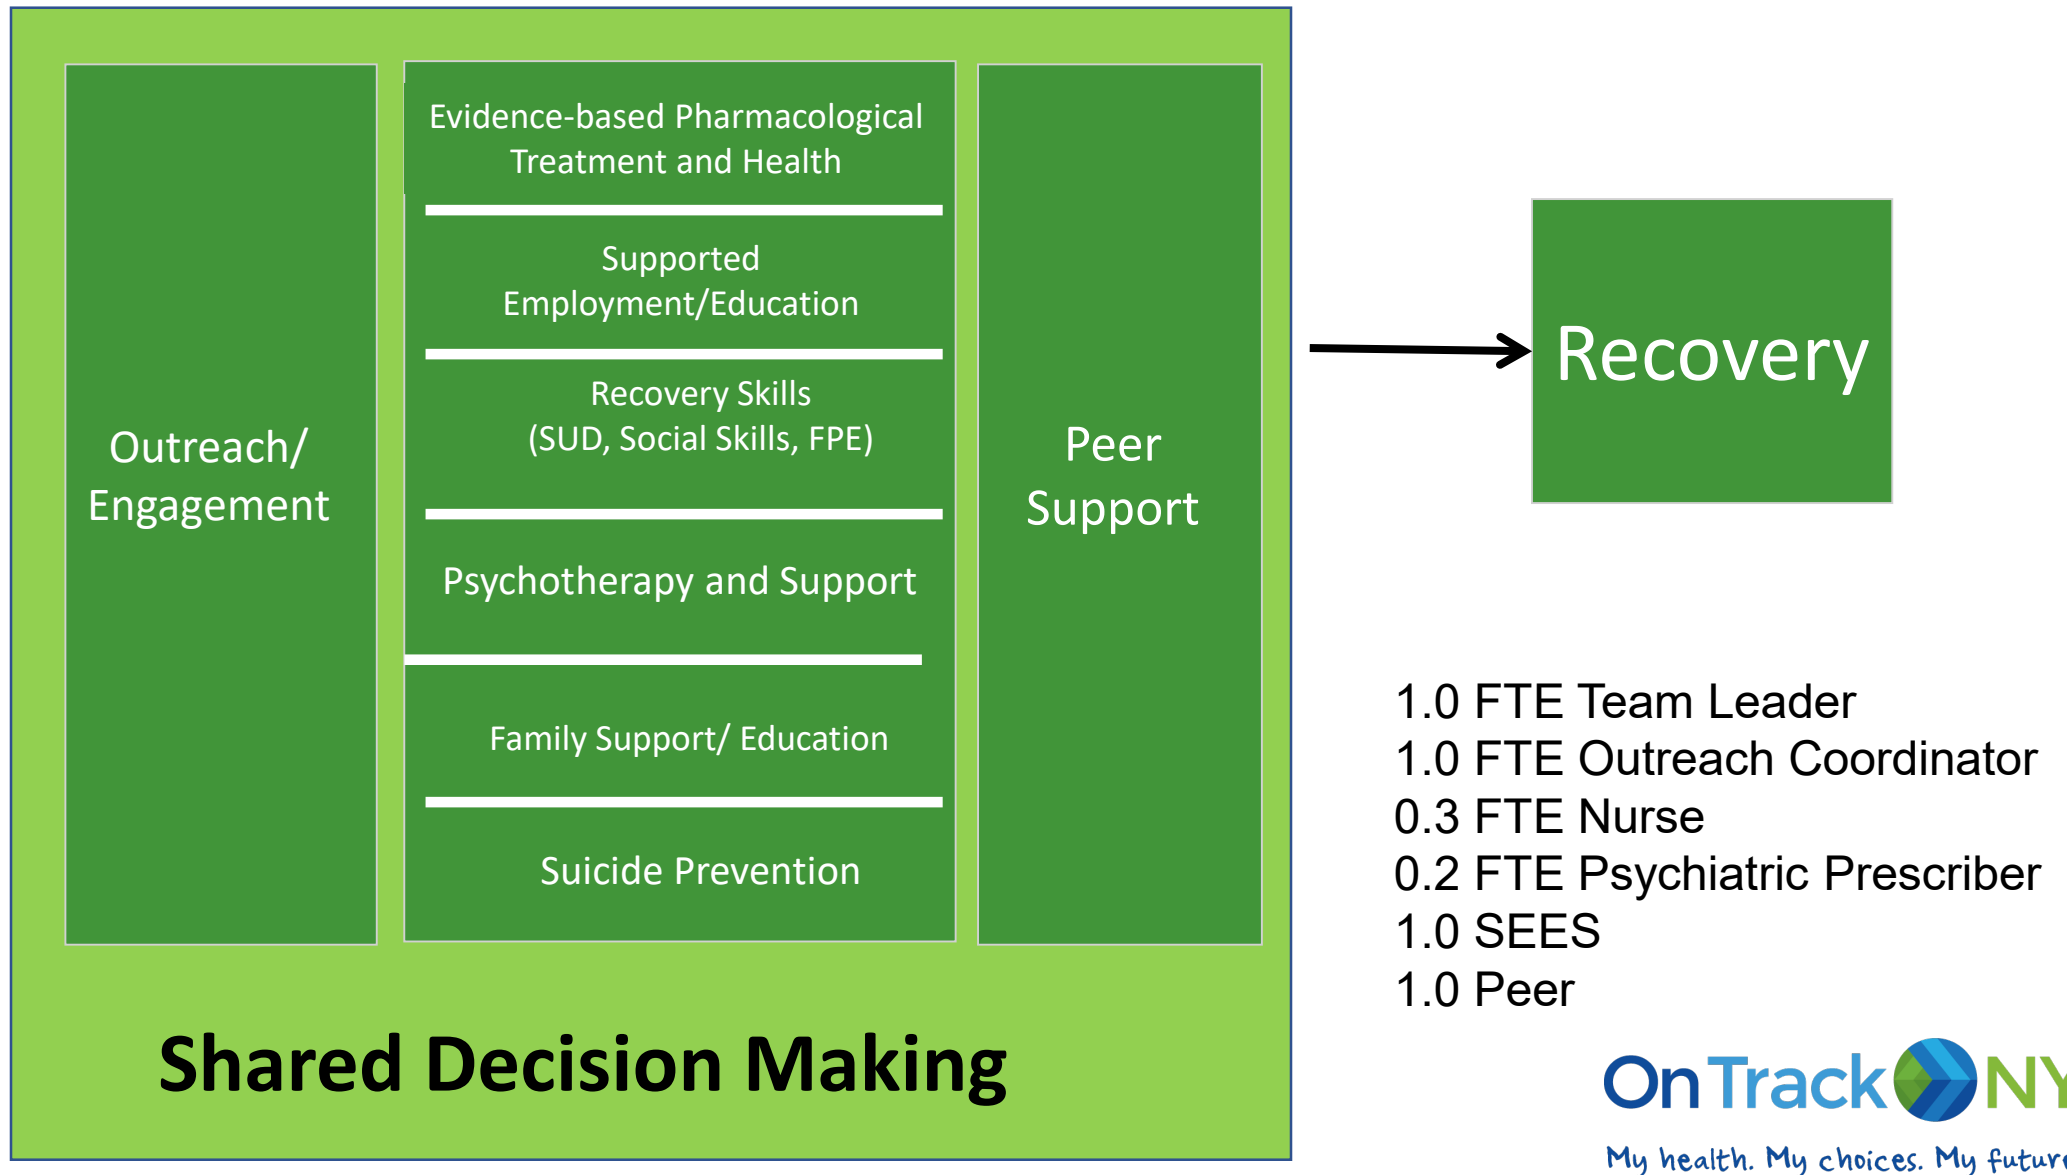 Outreach/
Engagement
Evidence-based Pharmacological
Treatment and Health
Supported
Employment/Education
Recovery Skills
(SUD, Social Skills, FPE)
Psychotherapy and Support
Family Support/ Education
Suicide Prevention
Peer
Support
Shared Decision Making
Recovery
1.0 FTE Team Leader
1.0 FTE Outreach Coordinator
0.3 FTE Nurse
0.2 FTE Psychiatric Prescriber
1.0 SEES
1.0 Peer
OnTrack NY
My health. My choices. My future